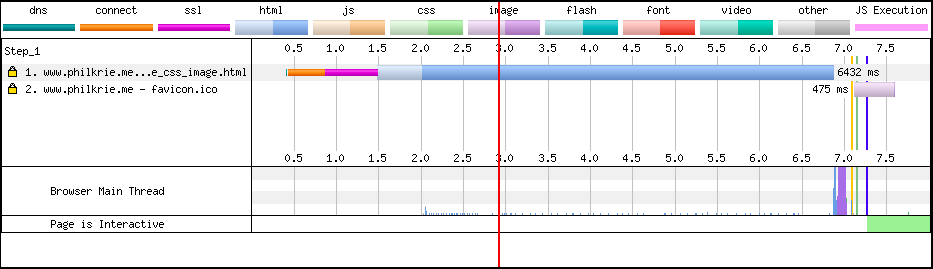 dns connect ssl html js css image flash font video other JS Execution
Step_1 0.5 1.0 1.5 2.0 2.5 3.0 3.5 4.0 4.5 5.0 5.5 6.0 6.5 7.0 7.5
1. www.philkrie.me...e_css_image.html 6432 ms
2. www.philkrie.me - favicon.ico 475 ms
0.5 1.0 1.5 2.0 2.5 3.0 3.5 4.0 4.5 5.0 5.5 6.0 6.5 7.0 7.5
Browser Main Thread
Page is Interactive